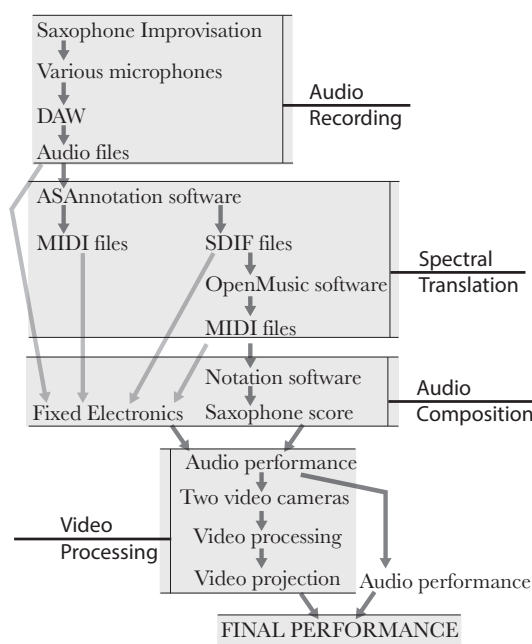 Saxophone Improvisation
Various microphones
DAW
Audio files
Audio
Recording
ASAnnotation software
MIDI files
SDIF files
OpenMusic software
MIDI files
Spectral
Translation
Notation software
Fixed Electronics
Saxophone score
Audio
Composition
Audio performance
Two video cameras
Video processing
Video projection
Video
Processing
Audio performance
FINAL PERFORMANCE